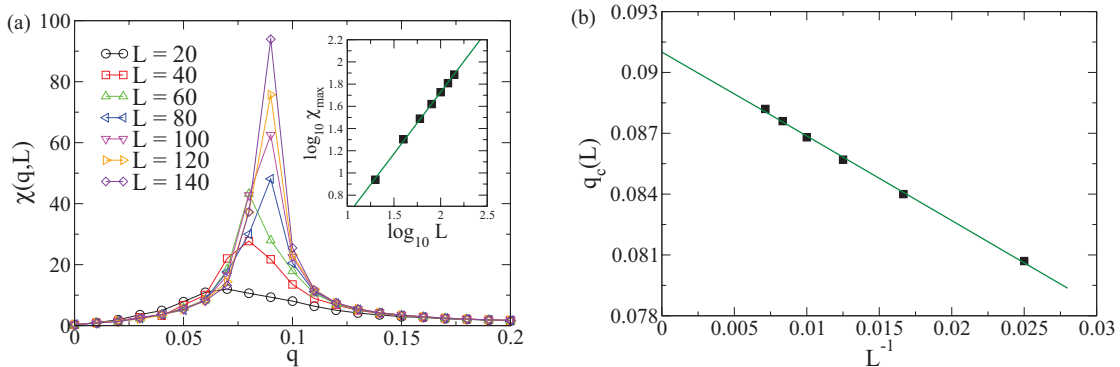 (a)
χ(q,L)
100
80
60
40
20
0
L = 20
L = 40
L = 60
L = 80
L = 100
L = 120
L = 140
0 0.05 0.1 0.15 0.2
q
log10 χmax
2.2
2.0
1.8
1.6
1.4
1.2
1.0
0.8
1 1.5 2.0 2.5
log10 L
(b)
qc(L)
0.093
0.09
0.087
0.084
0.081
0.078
0 0.005 0.01 0.015 0.02 0.025 0.03
L-1